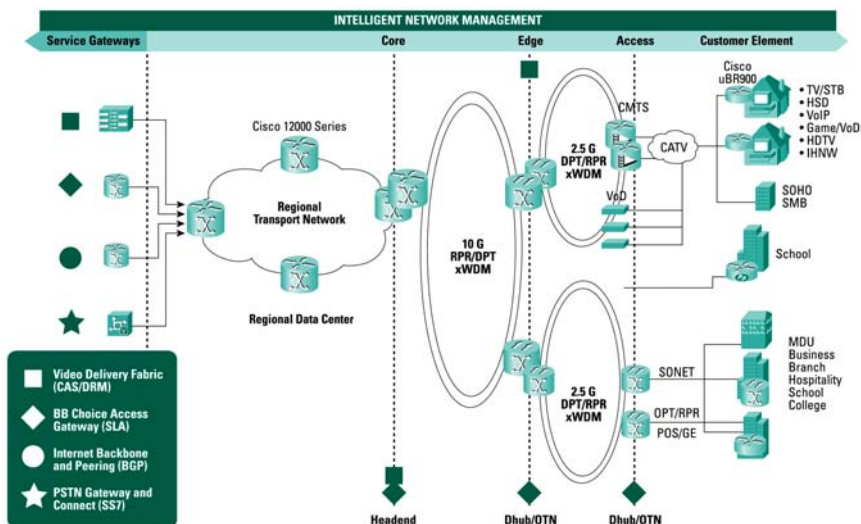 INTELLIGENT NETWORK MANAGEMENT
Service Gateways
Core
Edge
Access
Customer Element
Cisco 12000 Series
Regional
Transport Network
Regional Data Center
10 G
RPR/DPT
xWDM
2.5 G
DPT/RPR
xWDM
CMTS
CATV
VoD
Cisco
uBR900
• TV/STB
• HSD
• VoIP
• Game/VoD
• HDTV
• IHNW
SOHO
SMB
School
2.5 G
DPT/RPR
xWDM
SONET
OPT/RPR
POS/GE
MDU
Business
Branch
Hospitality
School
College
Video Delivery Fabric
(CAS/DRM)
BB Choice Access
Gateway (SLA)
Internet Backbone
and Peering (BGP)
PSTN Gateway and
Connect (SS7)
Headend
Dhub/OTN
Dhub/OTN